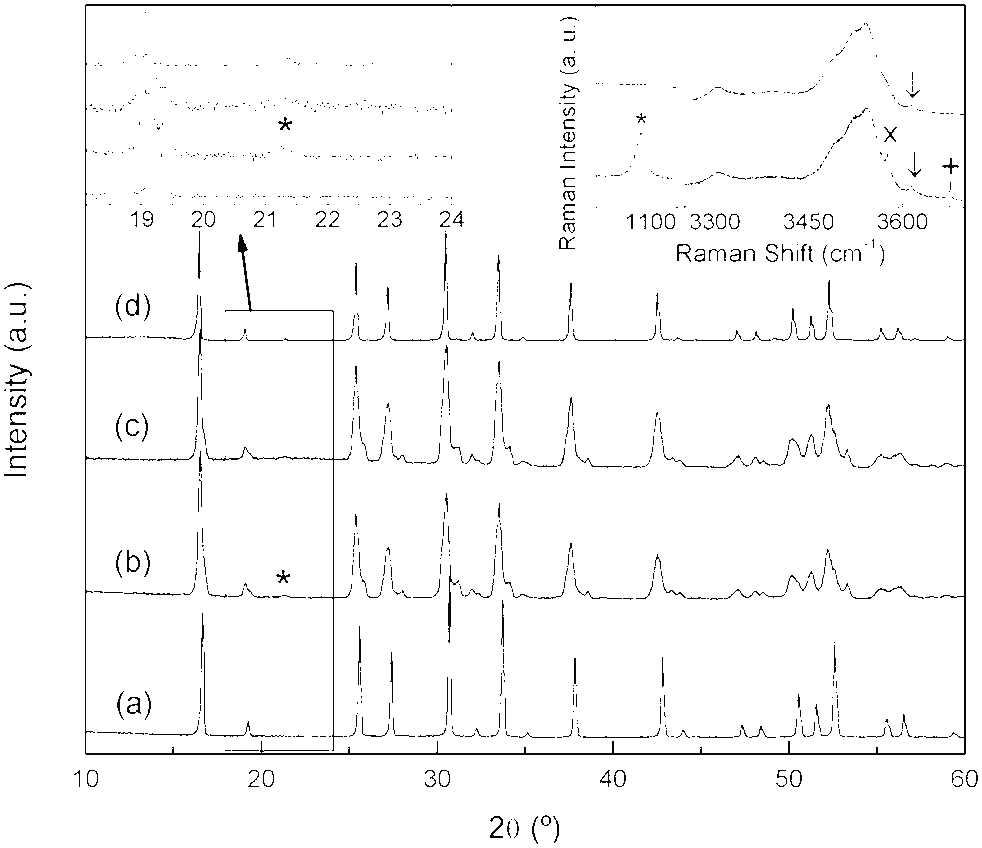 Raman Intensity (a. u.)
*
x
*
+
19 20 21 22 23 24
1100 3300 3450 3600
Raman Shift (cm⁻¹)
Intensity (a.u.)
(d)
(c)
(b)
*
(a)
10 20 30 40 50 60
2θ (º)